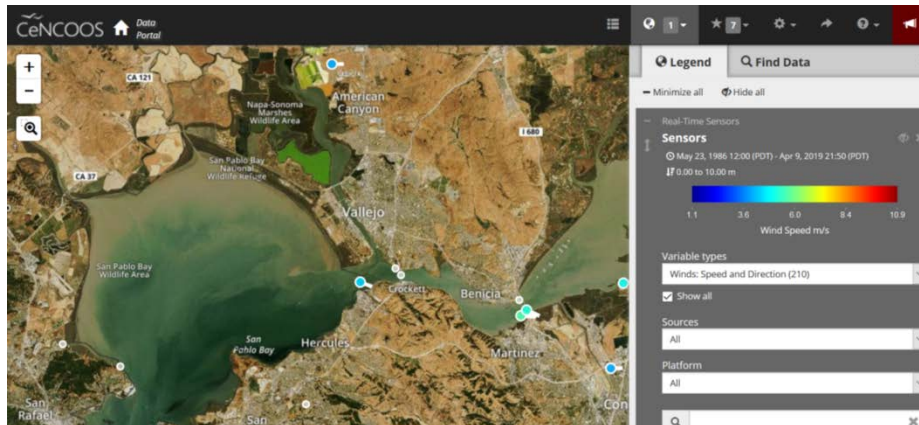 CeNCOOS
Data
Portal
1
7
?
Legend
Find Data
Minimize all
Hide all
Real-Time Sensors
Sensors
May 23, 1986 12:00 (PDT) - Apr 9, 2019 21:50 (PDT)
0.00 to 10.00 m
1.1 3.6 6.0 8.4 10.9
Wind Speed m/s
Variable types
Winds: Speed and Direction (210)
Show all
Sources
All
Platform
All
+
−
CA 121
American
Canyon
Napa-Sonoma
Marshes
Wildlife Area
I 680
San Pablo Bay
National
Wildlife Refuge
CA 37
Vallejo
San Pablo Bay
Wildlife Area
Crockett
Benicia
San
Pablo Bay
Hercules
Martinez
San
Rafael
San
Con